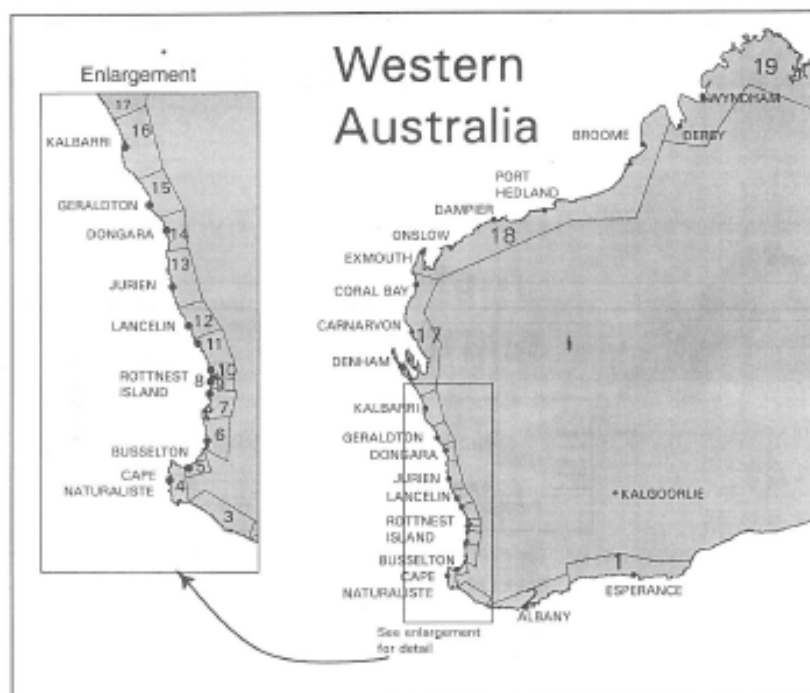 Western
Australia
Enlargement
17
16
KALBARRI
15
GERALDTON
DONGARA
14
13
JURIEN
LANCELIN
12
11
10
ROTTNEST
ISLAND
8
9
7
6
BUSSELTON
5
CAPE
NATURALISTE
4
3
19
WYNDHAM
DERBY
BROOME
PORT
HEDLAND
DAMPIER
18
ONSLOW
EXMOUTH
CORAL BAY
CARNARVON
17
DENHAM
KALBARRI
GERALDTON
DONGARA
JURIEN
LANCELIN
KALGOORLIE
ROTTNEST
ISLAND
BUSSELTON
CAPE
NATURALISTE
1
ESPERANCE
ALBANY
See enlargement
for detail